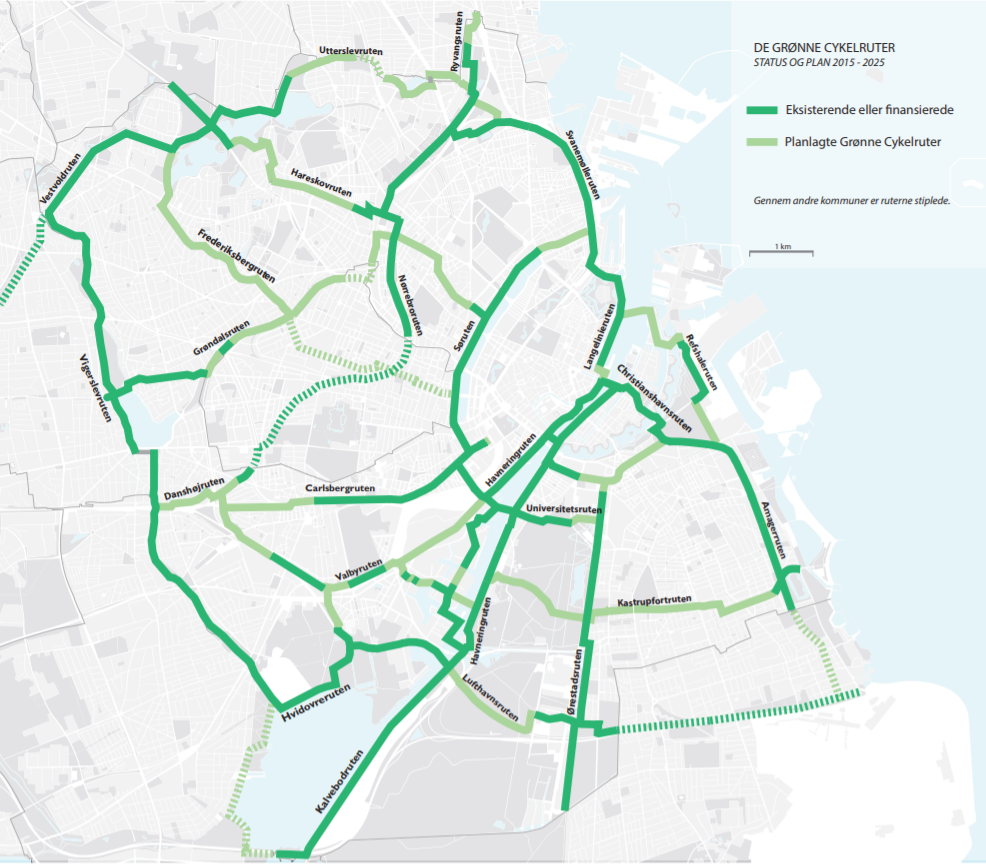 DE GRØNNE CYKELRUTER
STATUS OG PLAN 2015 - 2025
Eksisterende eller finansierede
Planlagte Grønne Cykelruter
Gennem andre kommuner er ruterne stiplede.
1 km
Ryvangsruten
Utterslevruten
Svanemølleruten
Vestvoldruten
Hareskovruten
Frederiksbergruten
Nørrebroruten
Grøndalsruten
Søruten
Langelinieruten
Refshaleruten
Christianshavnsruten
Vigerslevruten
Havneringruten
Danshøjruten
Carlsbergruten
Universitetsruten
Amagerruten
Valbyruten
Kastrupfortruten
Havneringruten
Ørestadsruten
Lufthavnsruten
Hvidovreruten
Kalvebodruten